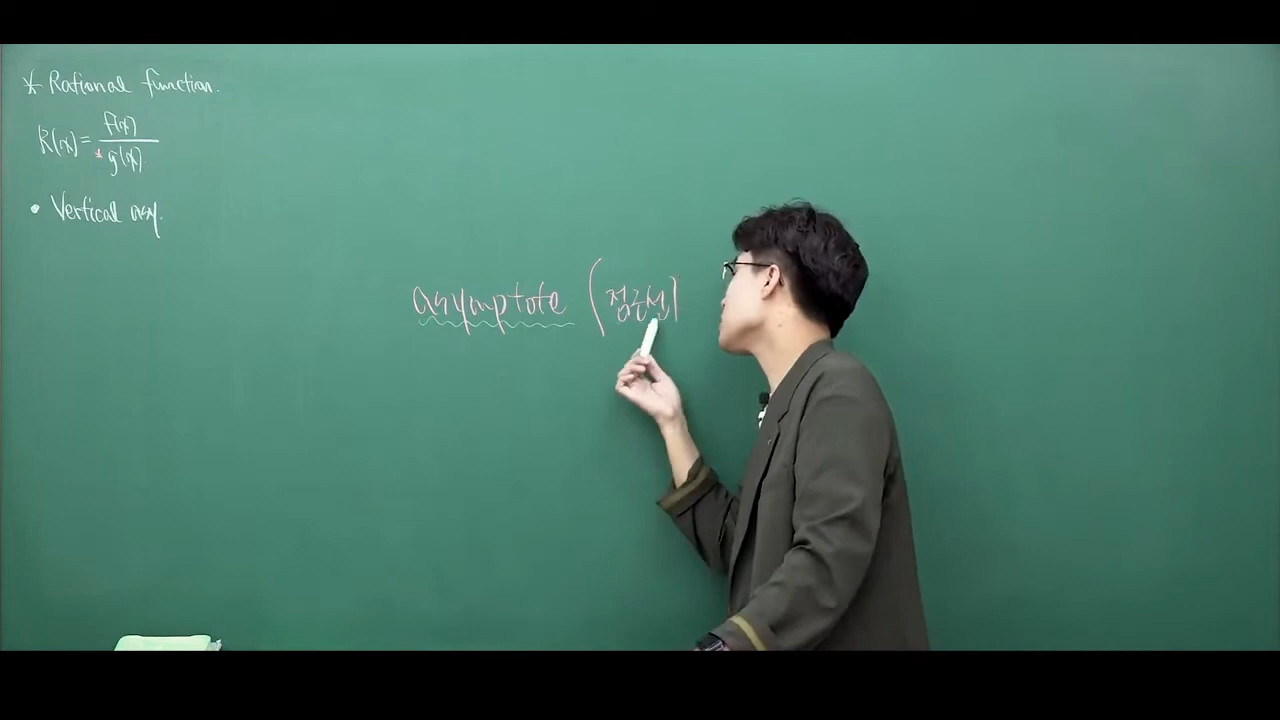 * Rational function.
R(x) = f(x) / g(x)
• Vertical asy.
asymptote (점근선)